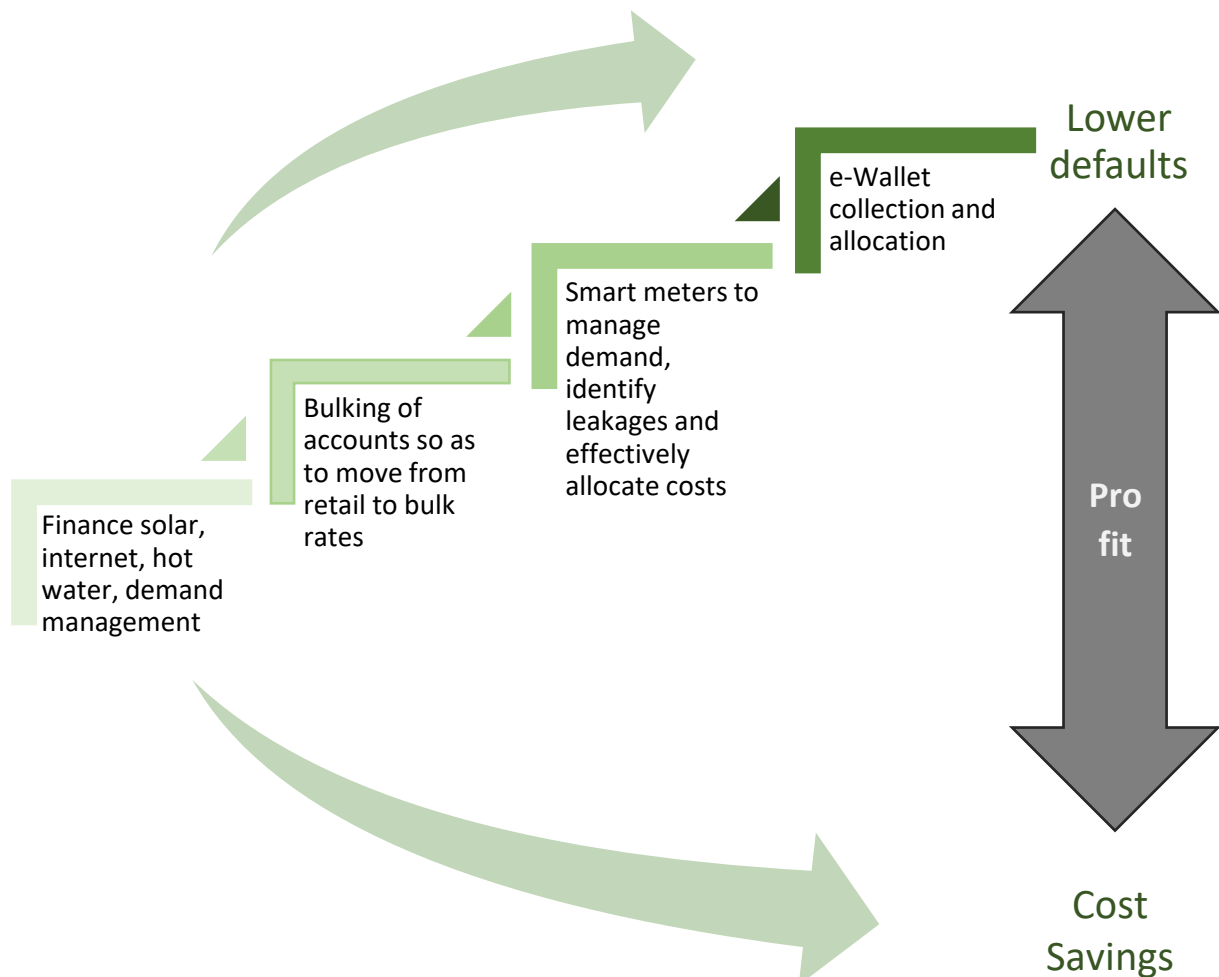 Finance solar,
internet, hot
water, demand
management
Bulking of
accounts so as
to move from
retail to bulk
rates
Smart meters to
manage
demand,
identify
leakages and
effectively
allocate costs
e-Wallet
collection and
allocation
Lower
defaults
Pro
fit
Cost
Savings